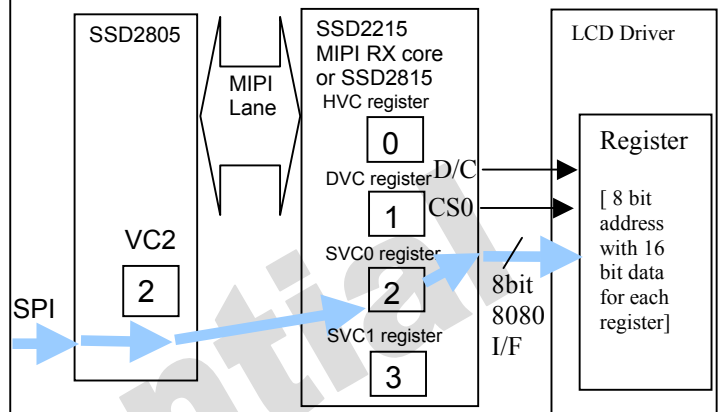 SSD2805
MIPI
Lane
VC2
2
SPI
SSD2215
MIPI RX core
or SSD2815
HVC register
0
DVC register
1
SVC0 register
2
SVC1 register
3
D/C
CS0
8bit
8080
I/F
LCD Driver
Register
[ 8 bit
address
with 16
bit data
for each
register]
ntial